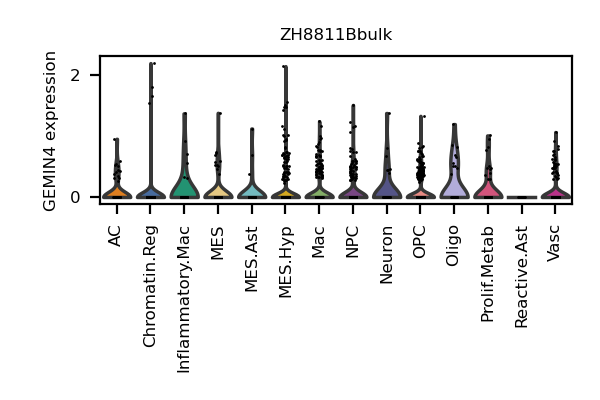 ZH8811Bbulk
GEMIN4 expression
2
0
AC
Chromatin.Reg
Inflammatory.Mac
MES
MES.Ast
MES.Hyp
Mac
NPC
Neuron
OPC
Oligo
Prolif.Metab
Reactive.Ast
Vasc